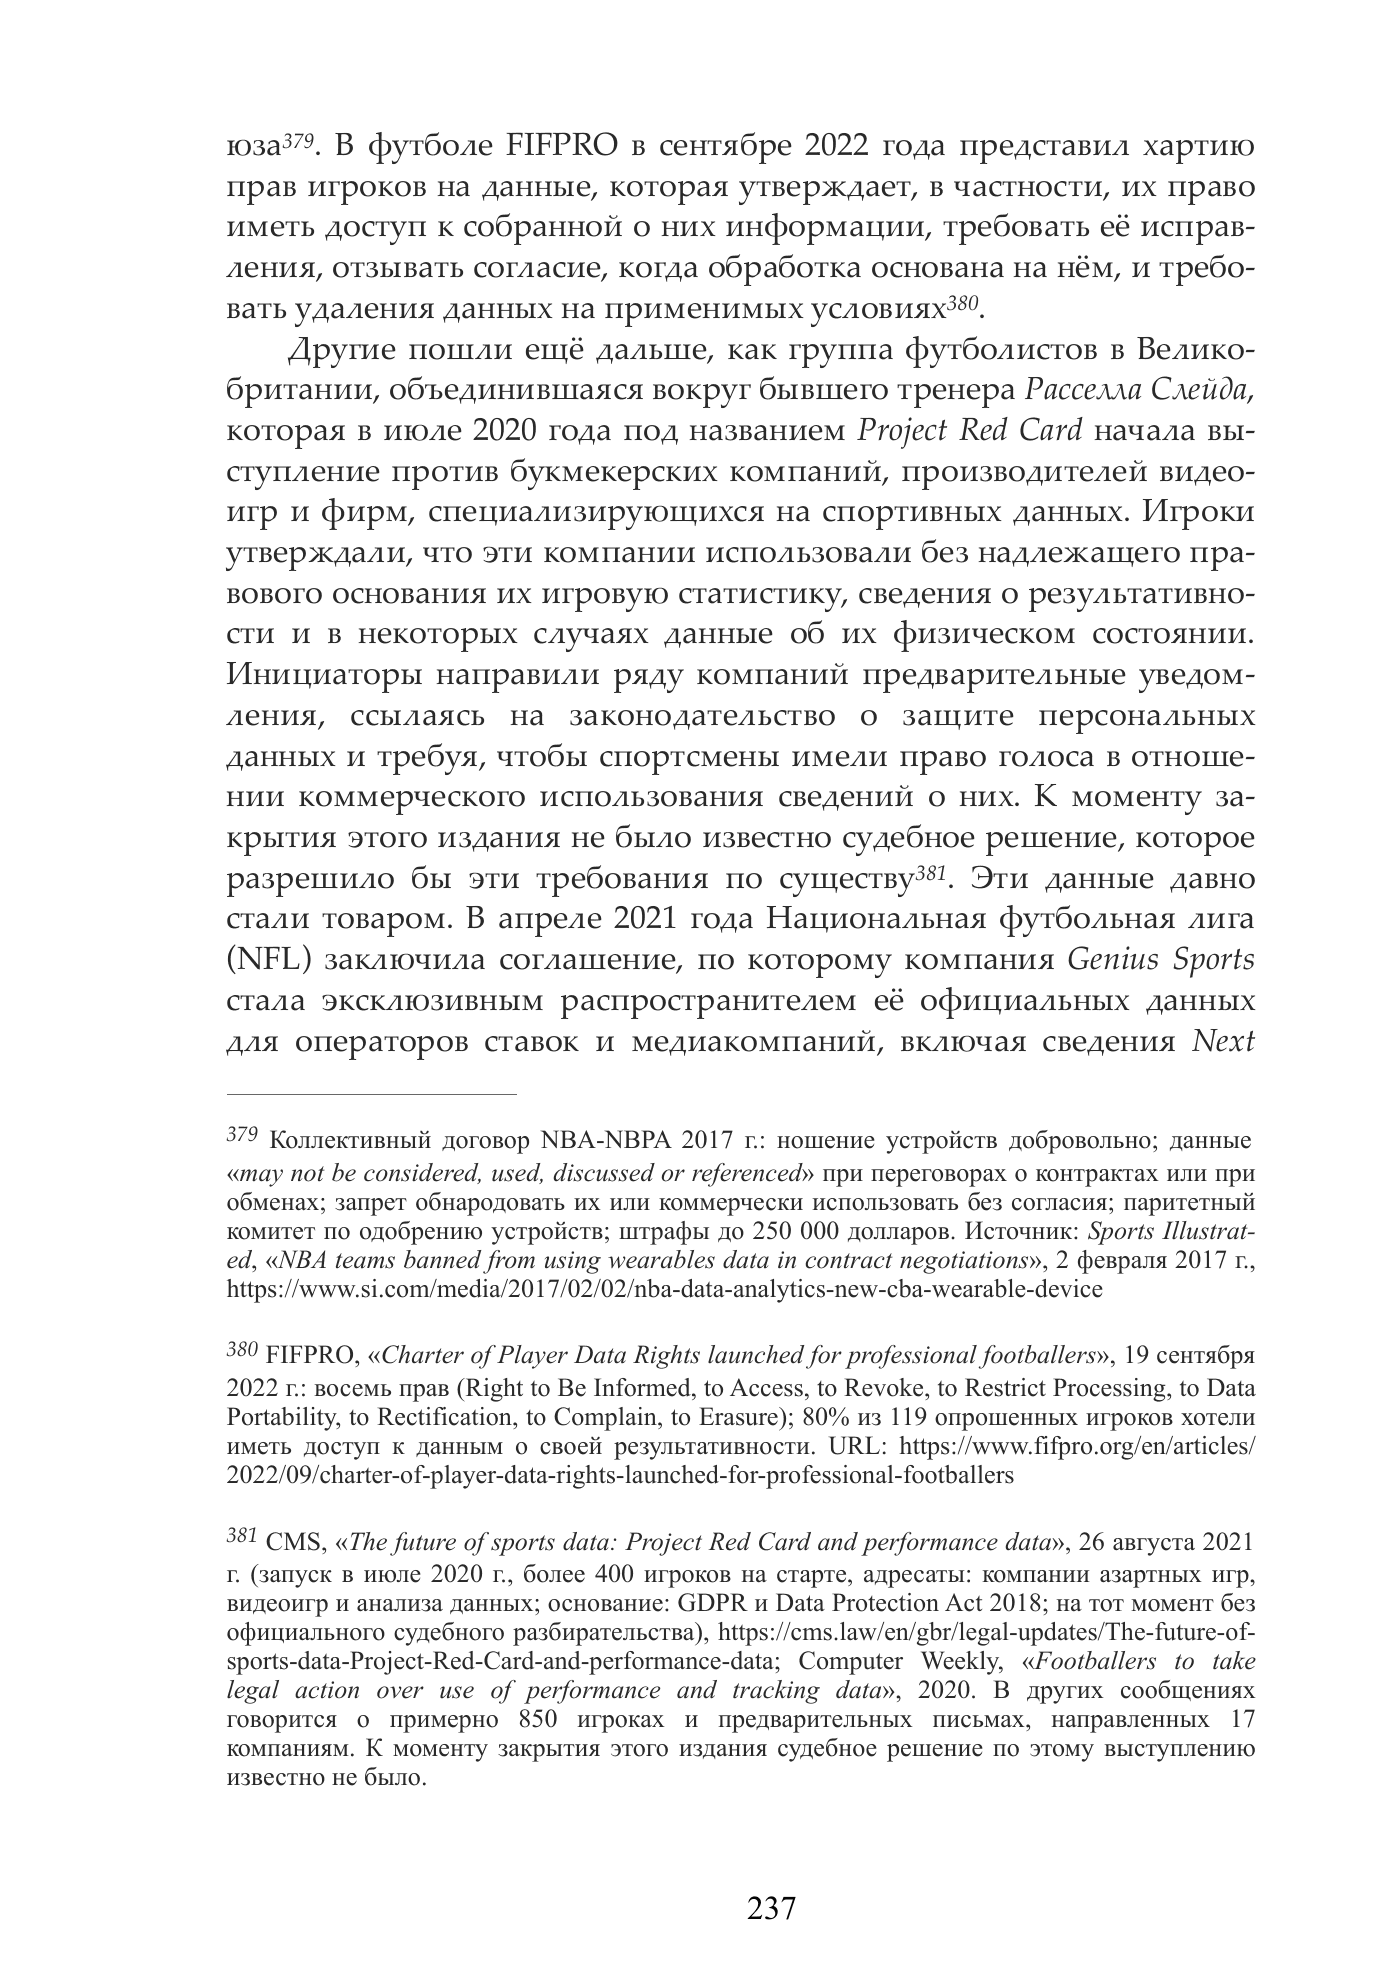 юза379. В футболе FIFPRO в сентябре 2022 года представил хартию
прав игроков на данные, которая утверждает, в частности, их право
иметь доступ к собранной о них информации, требовать её исправ-
ления, отзывать согласие, когда обработка основана на нём, и требо-
вать удаления данных на применимых условиях380.
Другие пошли ещё дальше, как группа футболистов в Велико-
британии, объединившаяся вокруг бывшего тренера Расселла Слейда,
которая в июле 2020 года под названием Project Red Card начала вы-
ступление против букмекерских компаний, производителей видео-
игр и фирм, специализирующихся на спортивных данных. Игроки
утверждали, что эти компании использовали без надлежащего пра-
вового основания их игровую статистику, сведения о результативно-
сти и в некоторых случаях данные об их физическом состоянии.
Инициаторы направили ряду компаний предварительные уведом-
ления, ссылаясь на законодательство о защите персональных
данных и требуя, чтобы спортсмены имели право голоса в отноше-
нии коммерческого использования сведений о них. К моменту за-
крытия этого издания не было известно судебное решение, которое
разрешило бы эти требования по существу381. Эти данные давно
стали товаром. В апреле 2021 года Национальная футбольная лига
(NFL) заключила соглашение, по которому компания Genius Sports
стала эксклюзивным распространителем её официальных данных
для операторов ставок и медиакомпаний, включая сведения Next
379 Коллективный договор NBA-NBPA 2017 г.: ношение устройств добровольно; данные
«may not be considered, used, discussed or referenced» при переговорах о контрактах или при
обменах; запрет обнародовать их или коммерчески использовать без согласия; паритетный
комитет по одобрению устройств; штрафы до 250 000 долларов. Источник: Sports Illustrat-
ed, «NBA teams banned from using wearables data in contract negotiations», 2 февраля 2017 г.,
https://www.si.com/media/2017/02/02/nba-data-analytics-new-cba-wearable-device
380 FIFPRO, «Charter of Player Data Rights launched for professional footballers», 19 сентября
2022 г.: восемь прав (Right to Be Informed, to Access, to Revoke, to Restrict Processing, to Data
Portability, to Rectification, to Complain, to Erasure); 80% из 119 опрошенных игроков хотели
иметь доступ к данным о своей результативности. URL: https://www.fifpro.org/en/articles/
2022/09/charter-of-player-data-rights-launched-for-professional-footballers
381 CMS, «The future of sports data: Project Red Card and performance data», 26 августа 2021
г. (запуск в июле 2020 г., более 400 игроков на старте, адресаты: компании азартных игр,
видеоигр и анализа данных; основание: GDPR и Data Protection Act 2018; на тот момент без
официального судебного разбирательства), https://cms.law/en/gbr/legal-updates/The-future-of-
sports-data-Project-Red-Card-and-performance-data; Computer Weekly, «Footballers to take
legal action over use of performance and tracking data», 2020. В других сообщениях
говорится о примерно 850 игроках и предварительных письмах, направленных 17
компаниям. К моменту закрытия этого издания судебное решение по этому выступлению
известно не было.
237